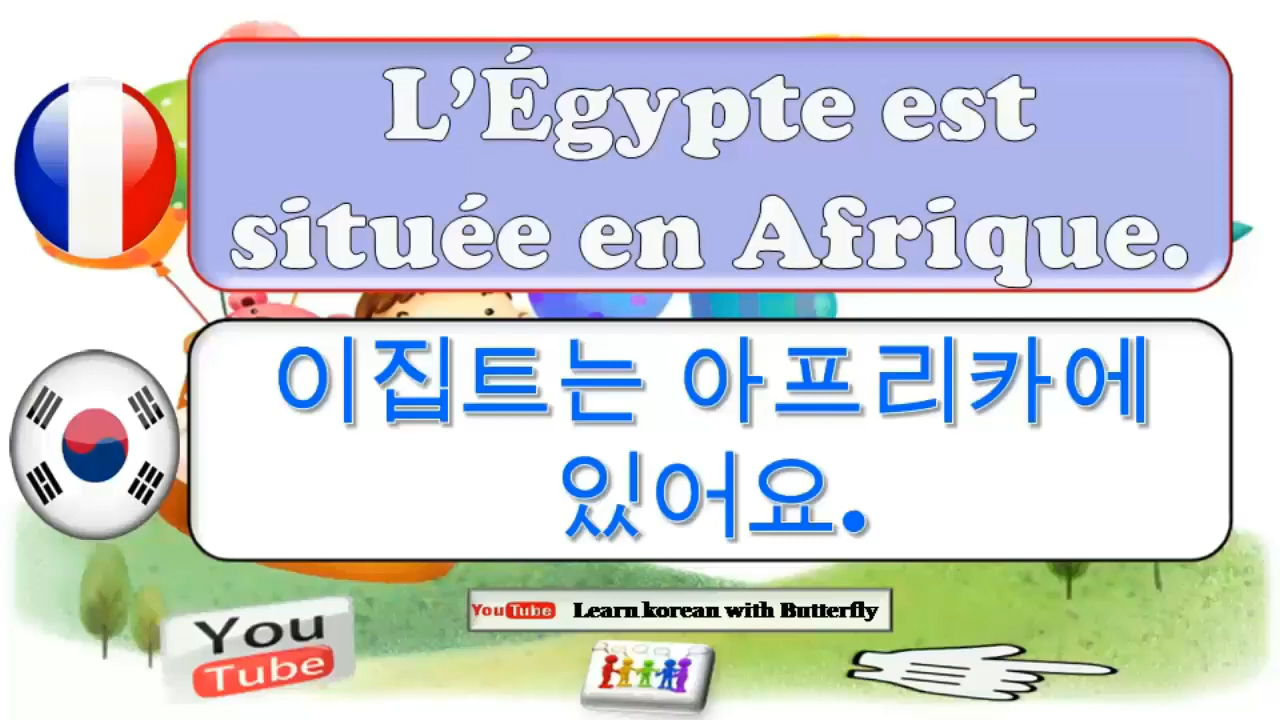 L’Égypte est
située en Afrique.
이집트는 아프리카에
있어요.
YouTube Learn korean with Butterfly
You
Tube